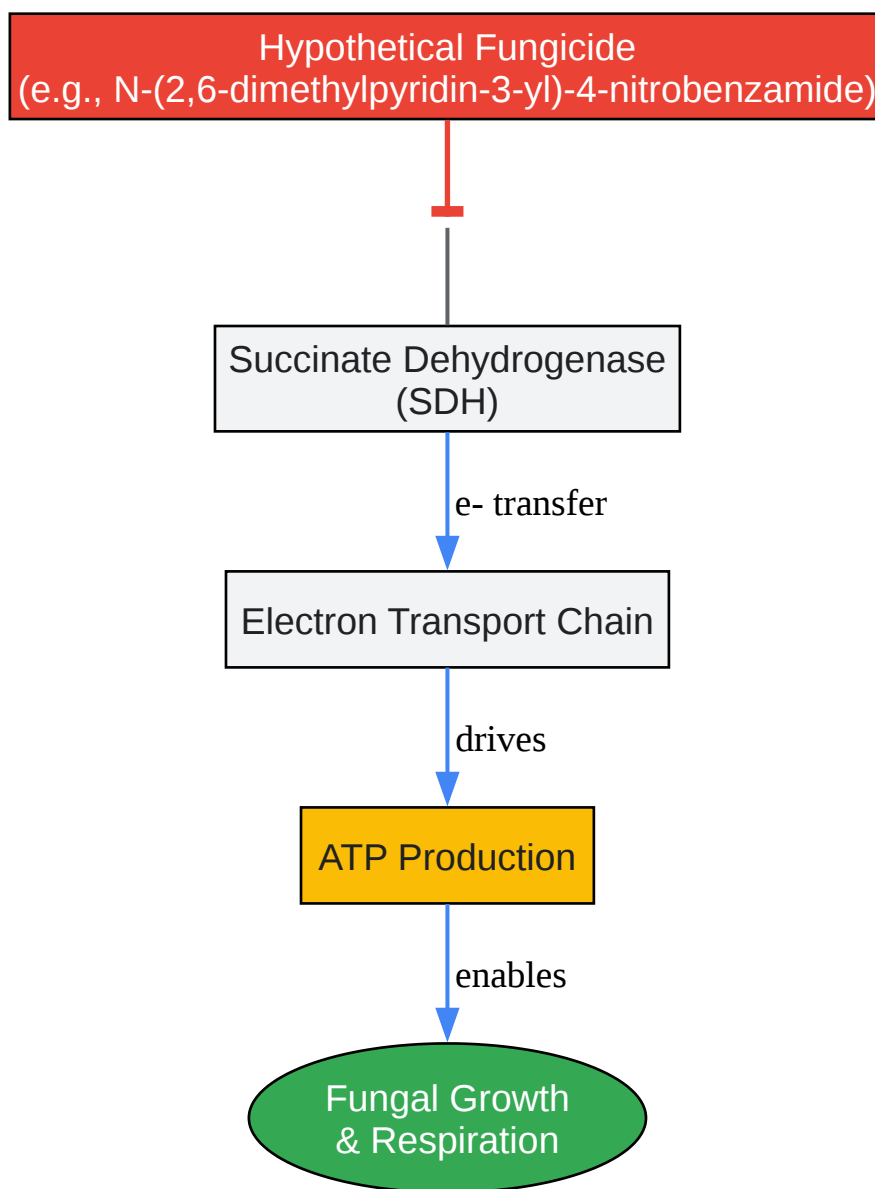 Hypothetical Fungicide
(e.g., N-(2,6-dimethylpyridin-3-yl)-4-nitrobenzamide)
Succinate Dehydrogenase
(SDH)
e- transfer
Electron Transport Chain
drives
ATP Production
enables
Fungal Growth
& Respiration